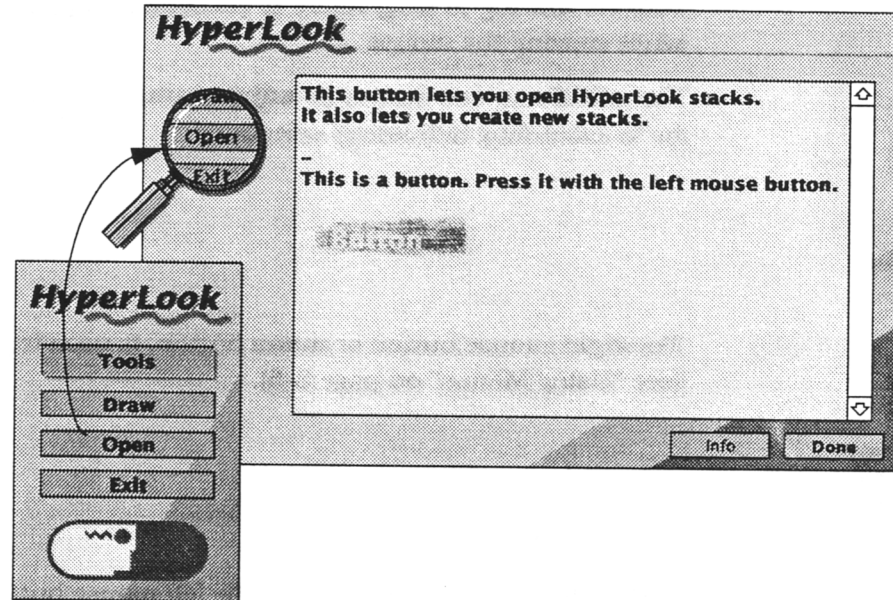 HyperLook
Draw
Open
Exit
This button lets you open HyperLook stacks.
It also lets you create new stacks.
–
This is a button. Press it with the left mouse button.
Button
Info
Done
HyperLook
Tools
Draw
Open
Exit